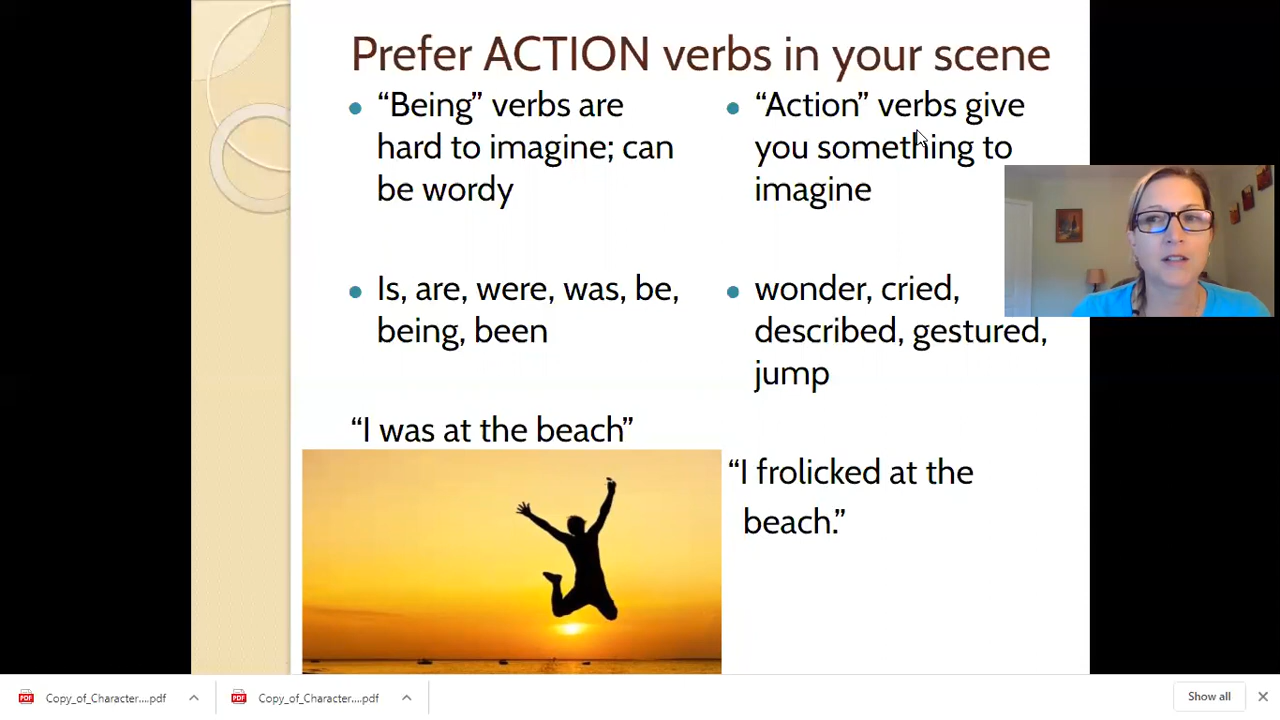 Prefer ACTION verbs in your scene
“Being” verbs are
hard to imagine; can
be wordy
Is, are, were, was, be,
being, been
“I was at the beach”
“Action” verbs give
you something to
imagine
wonder, cried,
described, gestured,
jump
“I frolicked at the
beach.”
Copy_of_Character....pdf
Copy_of_Character....pdf
Show all